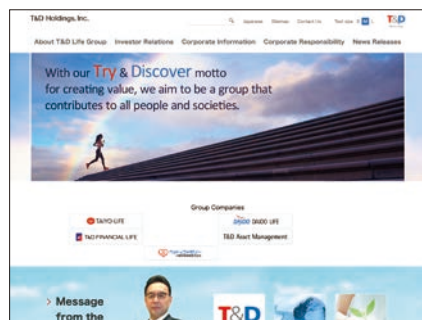 T&D Holdings, Inc.
Japanese Sitemap Contact Us Text size
T&D
About T&D Life Group Investor Relations Corporate Information Corporate Responsibility News Releases
With our Try & Discover motto
for creating value, we aim to be a group that
contributes to all people and societies.
Group Companies
TAIYO LIFE
DAIDO LIFE
T&D FINANCIAL LIFE
T&D Asset Management
Message
from the
T&D